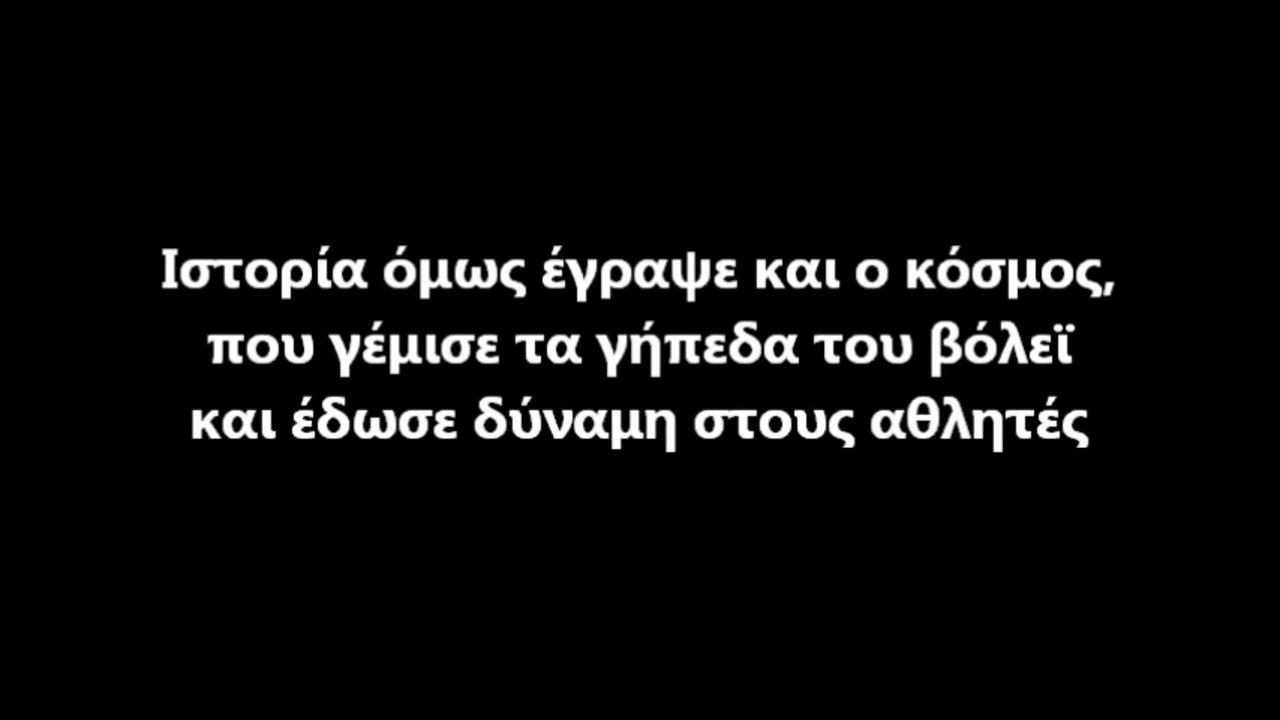 Ιστορία όμως έγραψε και ο κόσμος,
που γέμισε τα γήπεδα του βόλεϊ
και έδωσε δύναμη στους αθλητές